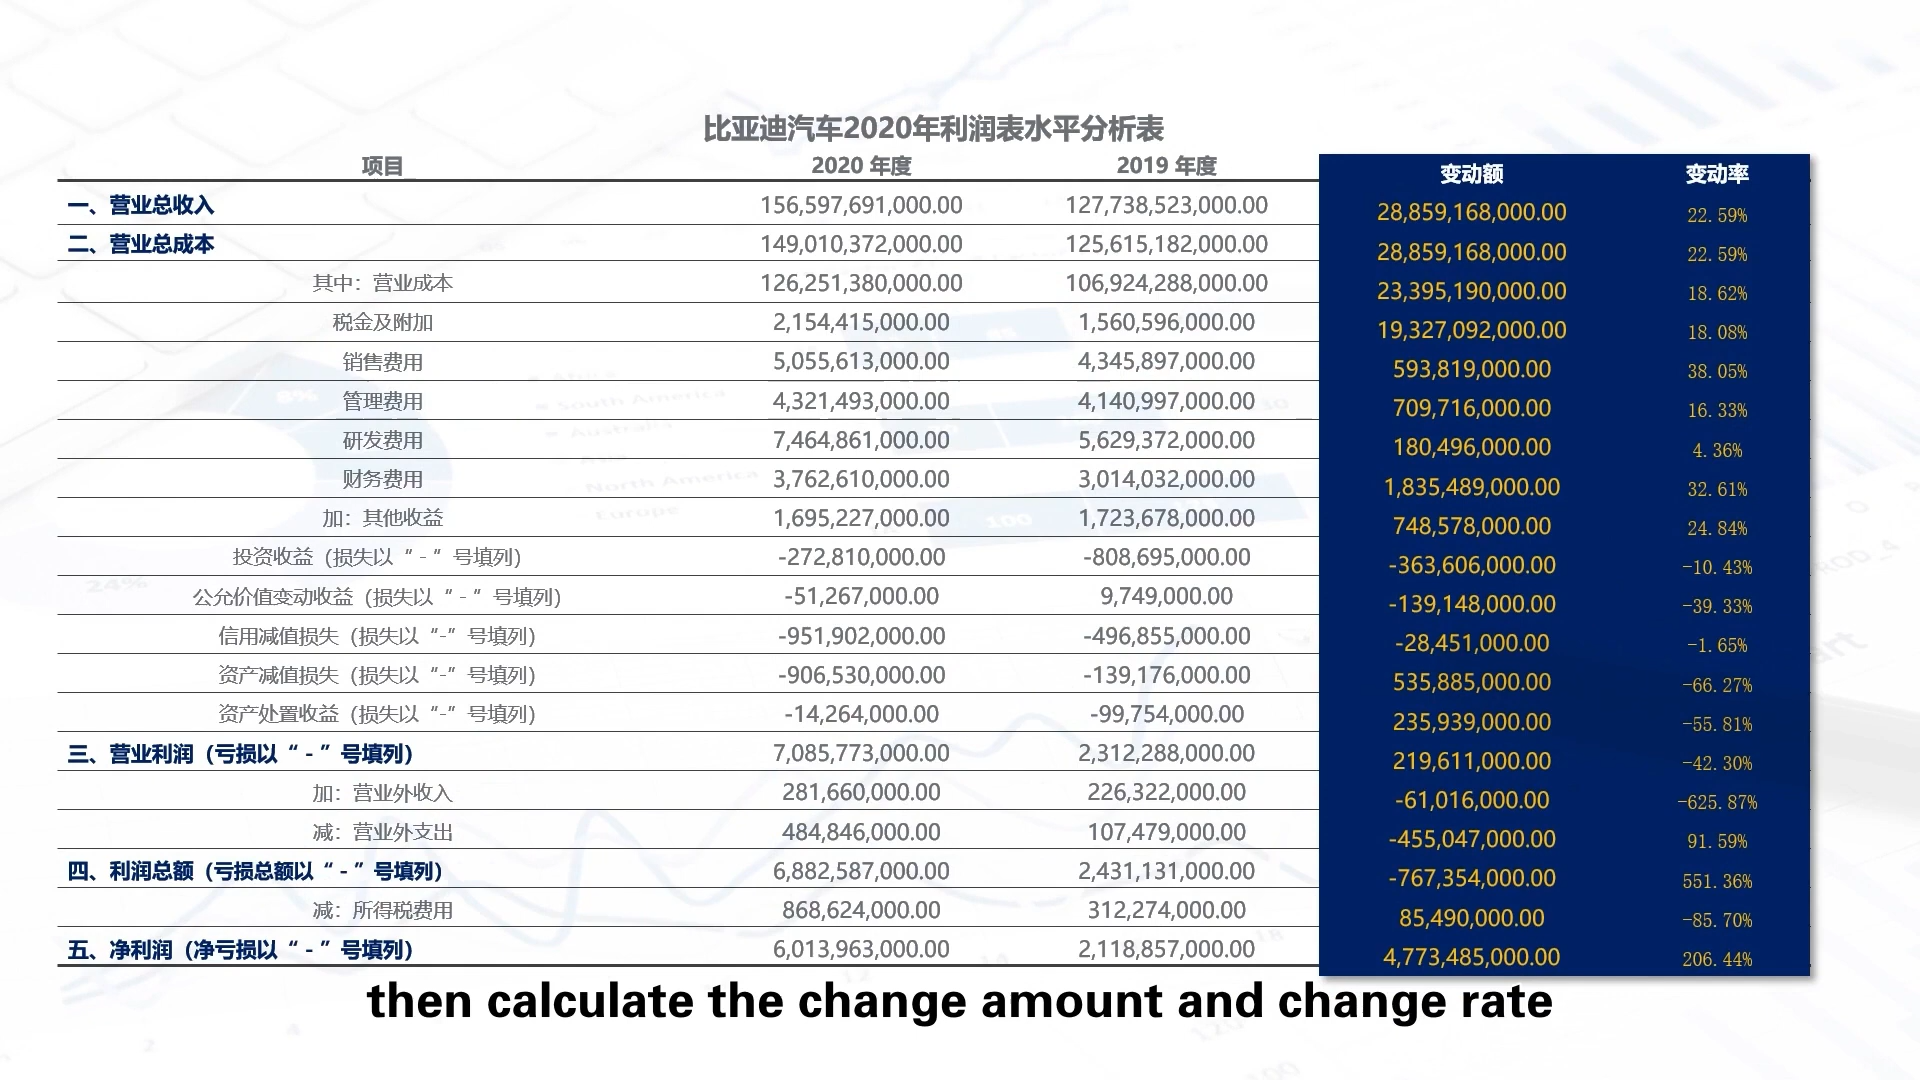 比亚迪汽车2020年利润表水平分析表
项目 2020 年度 2019 年度 变动额 变动率
一、营业总收入 156,597,691,000.00 127,738,523,000.00 28,859,168,000.00 22.59%
二、营业总成本 149,010,372,000.00 125,615,182,000.00 28,859,168,000.00 22.59%
其中：营业成本 126,251,380,000.00 106,924,288,000.00 23,395,190,000.00 18.62%
税金及附加 2,154,415,000.00 1,560,596,000.00 19,327,092,000.00 18.08%
销售费用 5,055,613,000.00 4,345,897,000.00 593,819,000.00 38.05%
管理费用 4,321,493,000.00 4,140,997,000.00 709,716,000.00 16.33%
研发费用 7,464,861,000.00 5,629,372,000.00 180,496,000.00 4.36%
财务费用 3,762,610,000.00 3,014,032,000.00 1,835,489,000.00 32.61%
加：其他收益 1,695,227,000.00 1,723,678,000.00 748,578,000.00 24.84%
投资收益（损失以“ - ”号填列） -272,810,000.00 -808,695,000.00 -363,606,000.00 -10.43%
公允价值变动收益（损失以“ - ”号填列） -51,267,000.00 9,749,000.00 -139,148,000.00 -39.33%
信用减值损失（损失以“-”号填列） -951,902,000.00 -496,855,000.00 -28,451,000.00 -1.65%
资产减值损失（损失以“-”号填列） -906,530,000.00 -139,176,000.00 535,885,000.00 -66.27%
资产处置收益（损失以“-”号填列） -14,264,000.00 -99,754,000.00 235,939,000.00 -55.81%
三、营业利润（亏损以“ - ”号填列） 7,085,773,000.00 2,312,288,000.00 219,611,000.00 -42.30%
加：营业外收入 281,660,000.00 226,322,000.00 -61,016,000.00 -625.87%
减：营业外支出 484,846,000.00 107,479,000.00 -455,047,000.00 91.59%
四、利润总额（亏损总额以“ - ”号填列） 6,882,587,000.00 2,431,131,000.00 -767,354,000.00 551.36%
减：所得税费用 868,624,000.00 312,274,000.00 85,490,000.00 -85.70%
五、净利润（净亏损以“ - ”号填列） 6,013,963,000.00 2,118,857,000.00 4,773,485,000.00 206.44%
then calculate the change amount and change rate